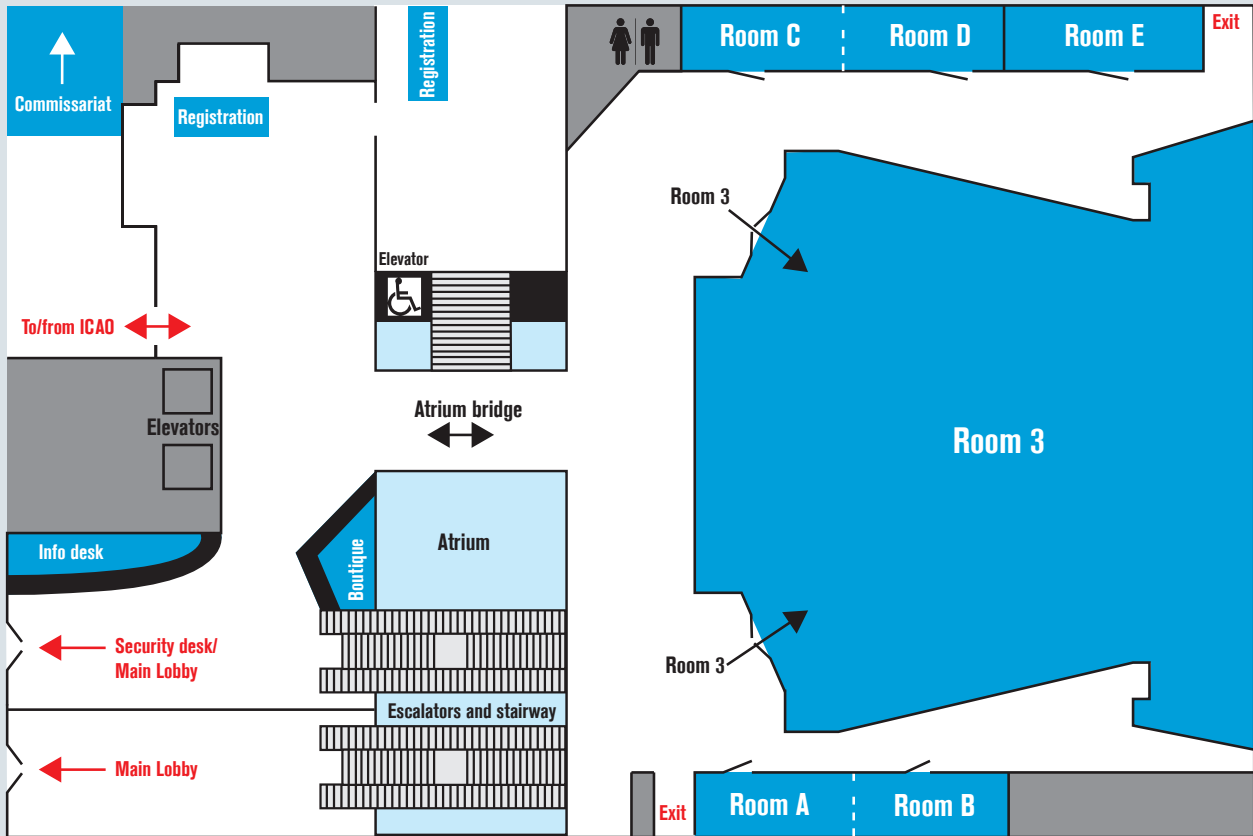 Commissariat
Registration
Registration
Room C
Room D
Room E
Exit
Room 3
Elevator
To/from ICAO
Elevators
Atrium bridge
Room 3
Info desk
Boutique
Atrium
Security desk/
Main Lobby
Room 3
Escalators and stairway
Main Lobby
Exit
Room A
Room B